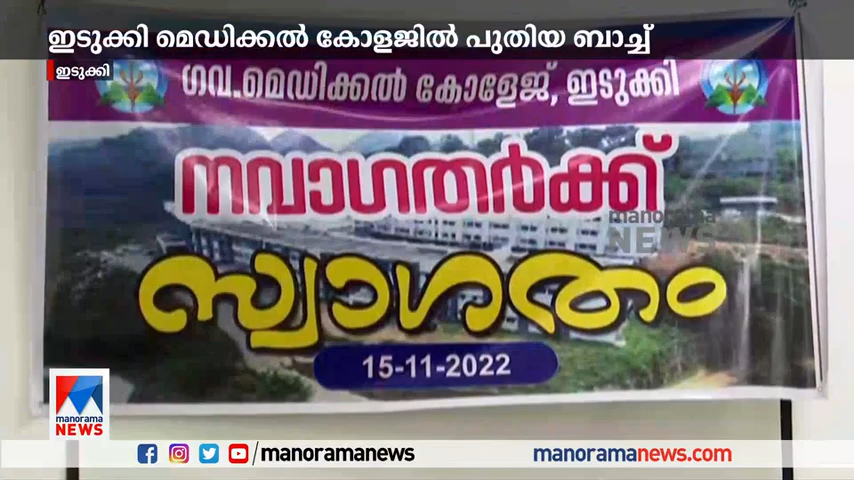 ഇടുക്കി മെഡിക്കൽ കോളജിൽ പുതിയ ബാച്ച്
ഇടുക്കി
ഗവ.മെഡിക്കൽ കോളേജ്, ഇടുക്കി
നവാഗതർക്ക്
manorama
NEWS
സ്വാഗതം
15-11-2022
manorama
NEWS
/manoramanews
manoramanews.com